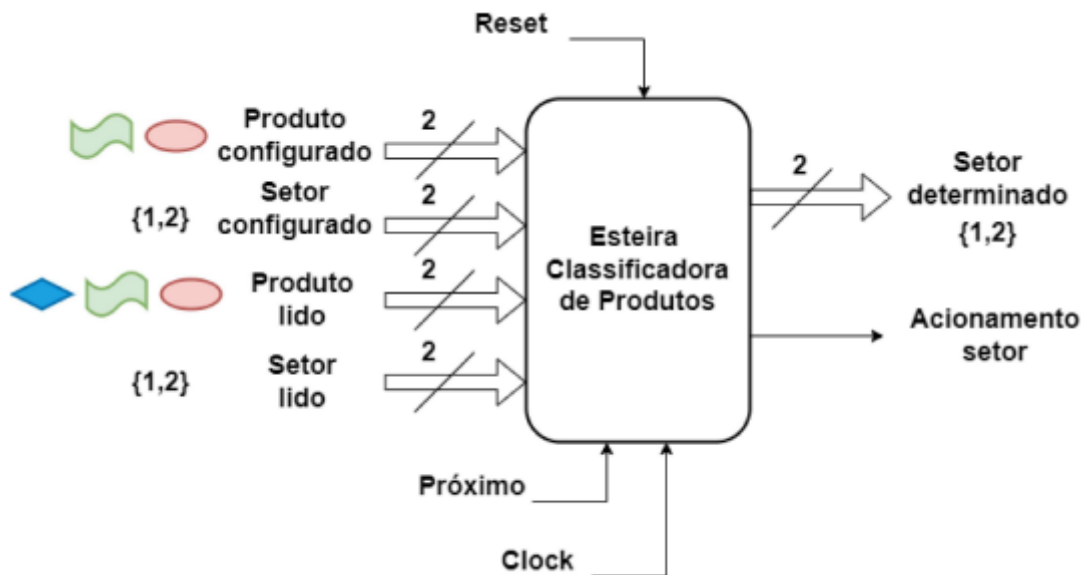 Reset
Produto
configurado
2
Setor
configurado
{1,2}
2
Produto
lido
2
Setor
lido
{1,2}
2
Esteira
Classificadora
de Produtos
2
Setor
determinado
{1,2}
Acionamento
setor
Próximo
Clock